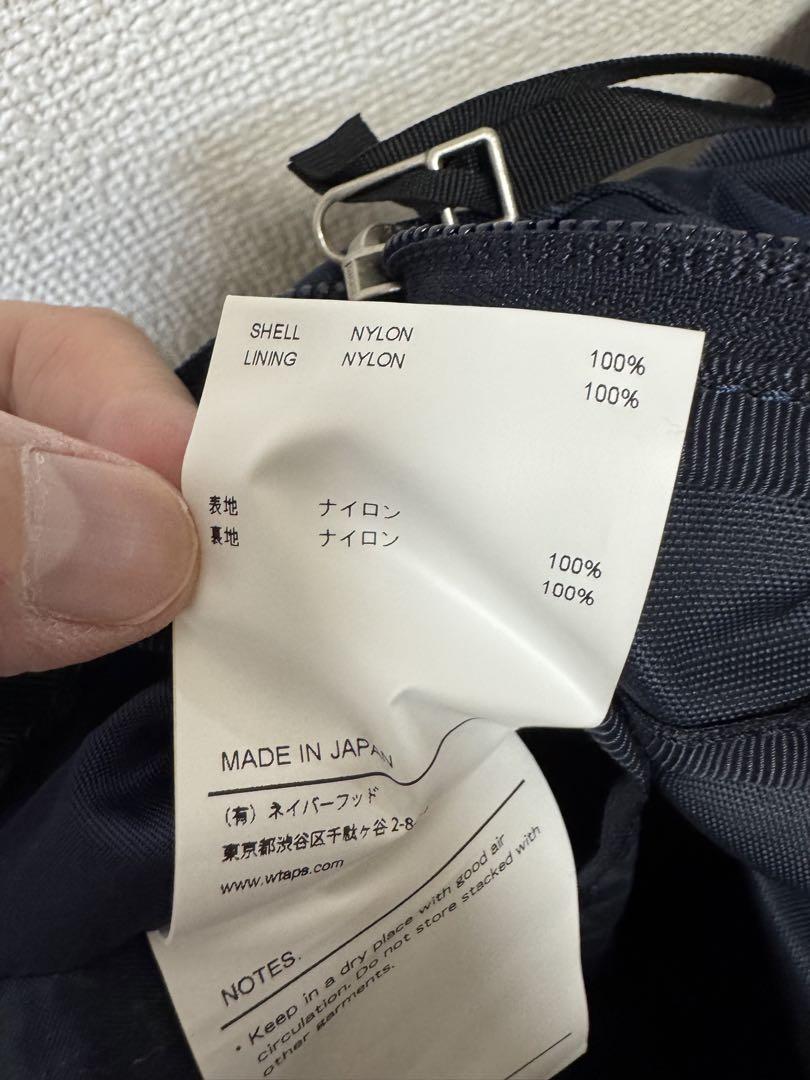 SHELL NYLON 100%
LINING NYLON 100%
表地 ナイロン 100%
裏地 ナイロン 100%
MADE IN JAPAN
(有) ネイバーフッド
東京都渋谷区千駄ヶ谷 2-8-
www.wtaps.com
NOTES.
• Keep in a dry place with good air
circulation. Do not store stacked with
other garments.